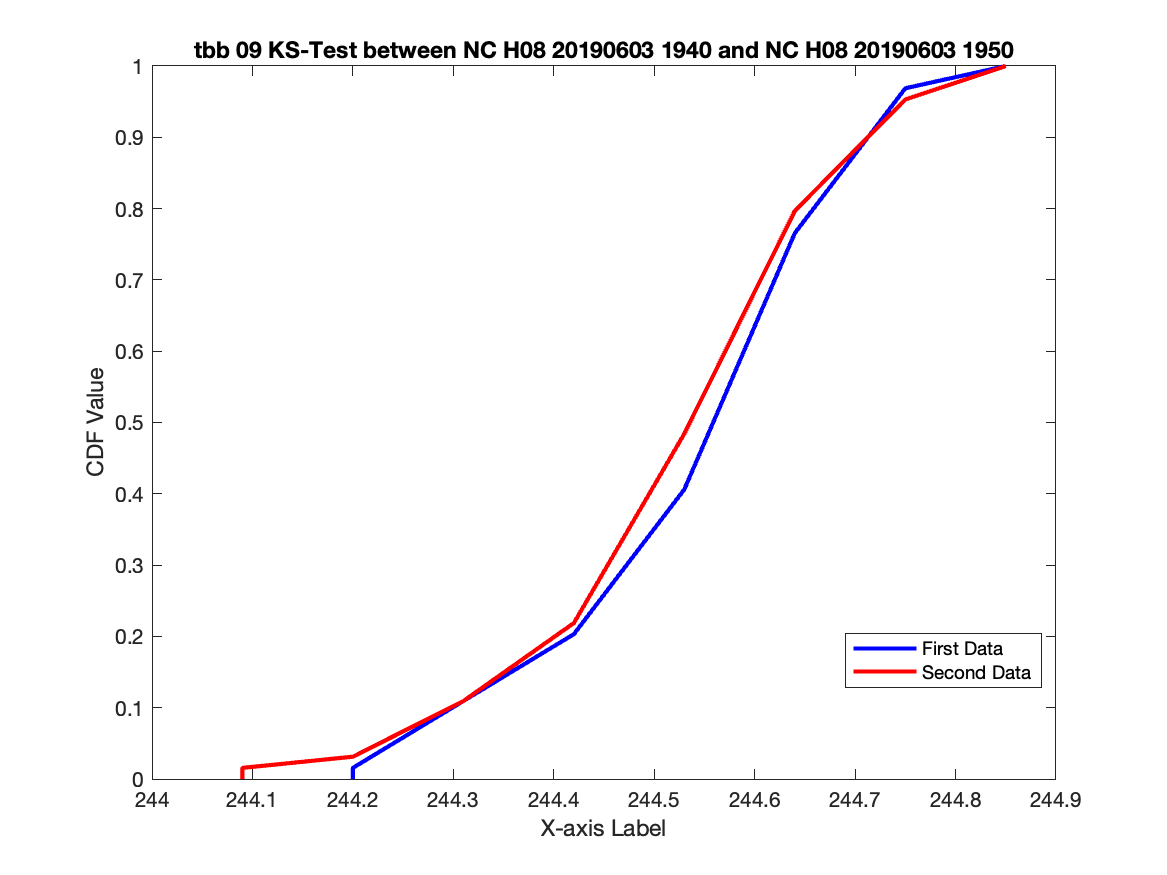 tbb 09 KS-Test between NC H08 20190603 1940 and NC H08 20190603 1950
1
0.9
0.8
0.7
0.6
0.5
0.4
0.3
0.2
0.1
0
CDF Value
First Data
Second Data
244 244.1 244.2 244.3 244.4 244.5 244.6 244.7 244.8 244.9
X-axis Label